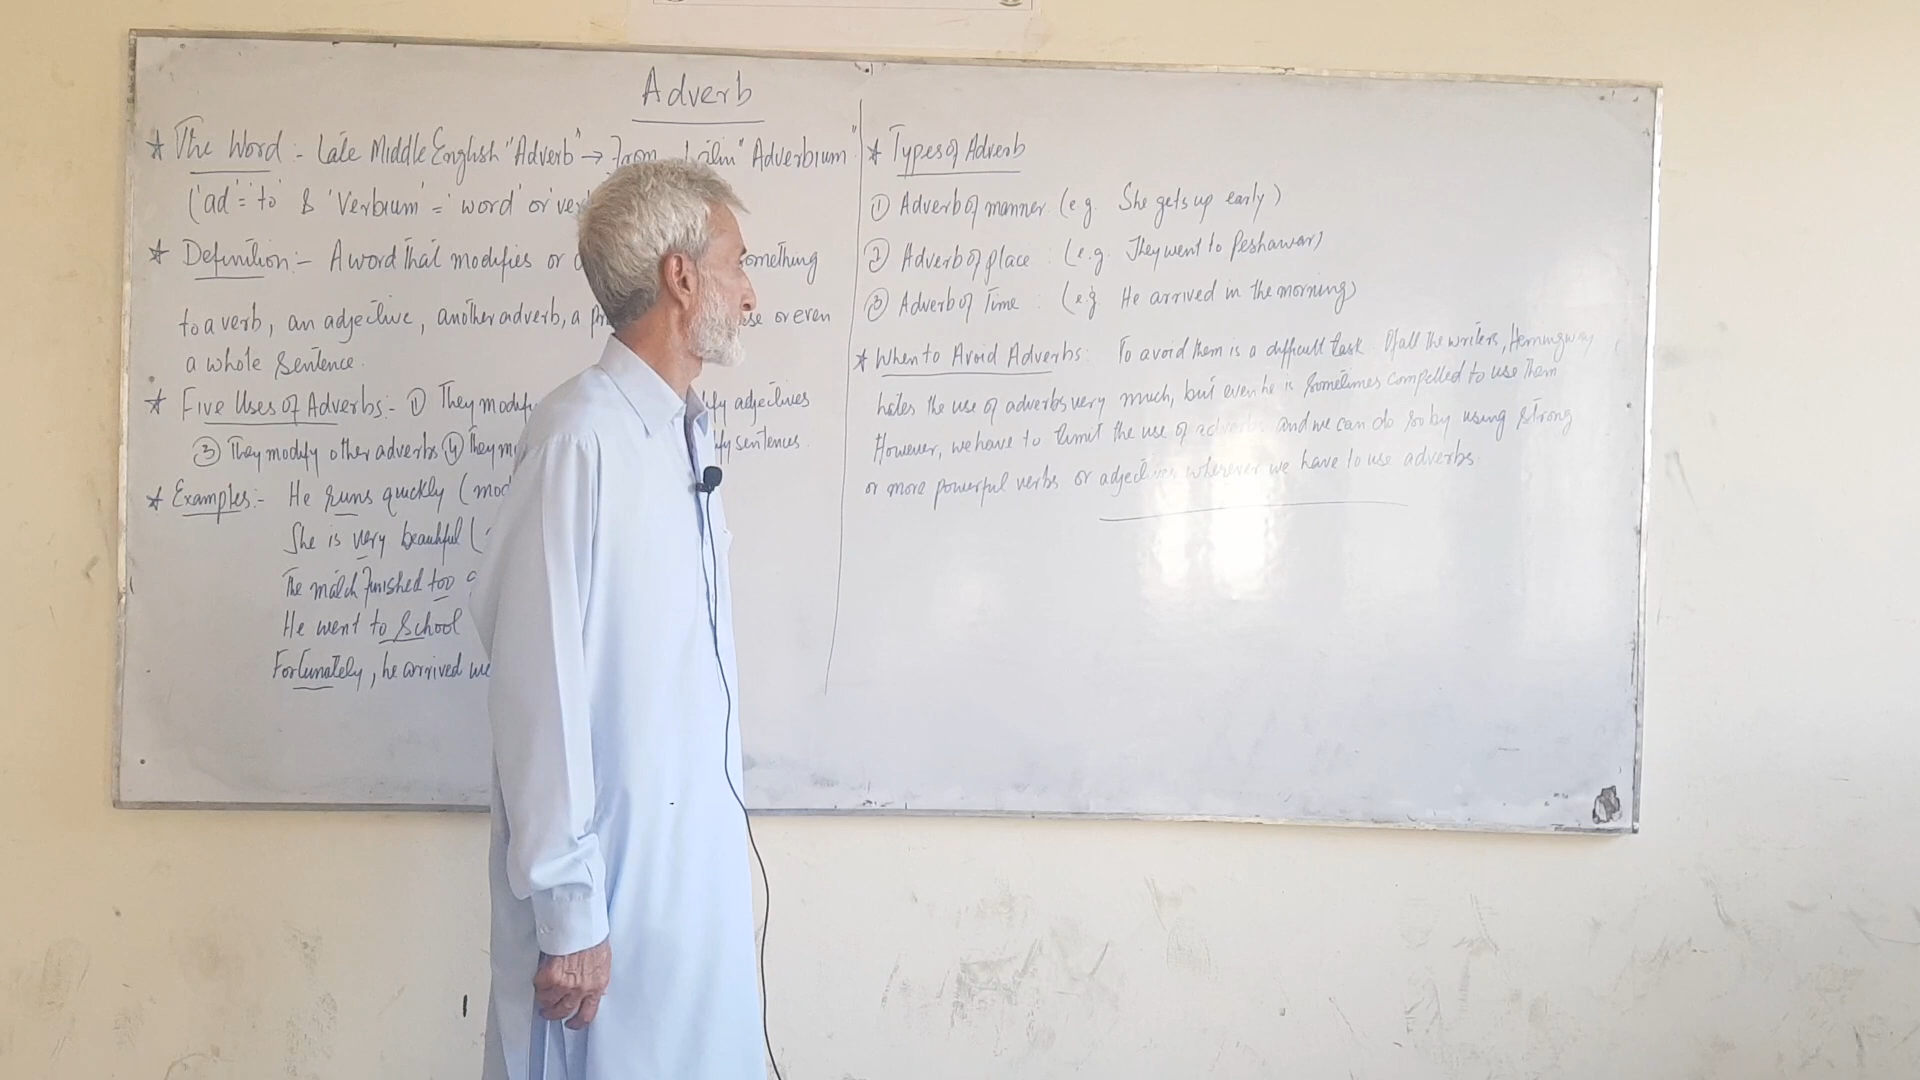 Adverb
★ The Word :- Late Middle English "Adverb" → From Latin "Adverbium"
('ad' = 'to' & 'Verbium' = 'word' or
★ Definition :- A word that modifies or something
to a verb, an adjective, another adverb, a or even
a whole sentence.
★ Five Uses of Adverbs :- ① They modify adjectives
③ They modify other adverbs ④ They sentences.
★ Examples :- He runs quickly (
She is very beautiful (
The match finished too
He went to School
Fortunately, he arrived
★ Types of Adverb
① Adverb of manner (e.g. She gets up early)
② Adverb of place : (e.g. They went to Peshawar)
③ Adverb of Time : (e.g. He arrived in the morning)
★ When to Avoid Adverbs : To avoid them is a difficult task. Of all the writers, Hemingway
hates the use of adverbs very much, but even he is sometimes compelled to use them
However, we have to limit the use of adverbs and we can do so by using strong
or more powerful verbs or adjectives wherever we have to use adverbs.